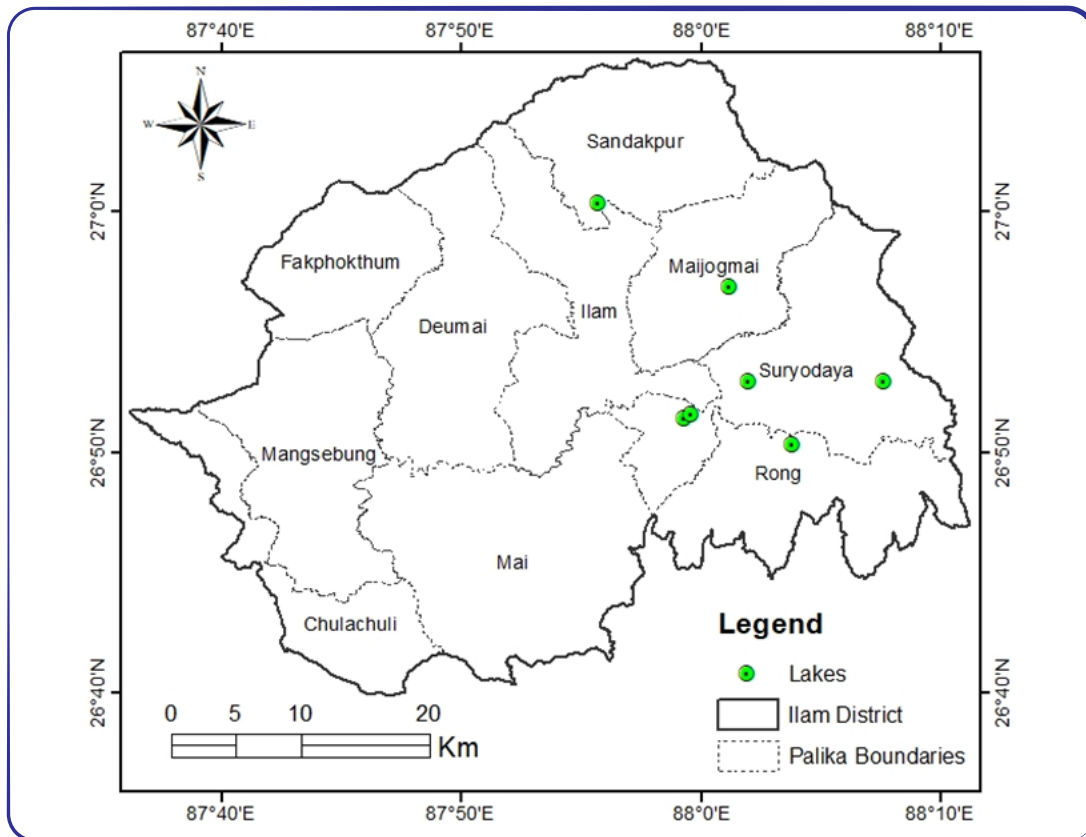 87°40'E 87°50'E 88°0'E 88°10'E
N
W E
S
27°0'N
27°0'N
26°50'N
26°50'N
26°40'N
26°40'N
Sandakpur
Fakphokthum
Maijogmai
Ilam
Deumai
Suryodaya
Mangsebung
Rong
Mai
Chulachuli
Legend
Lakes
Ilam District
Palika Boundaries
0 5 10 20
Km
87°40'E 87°50'E 88°0'E 88°10'E